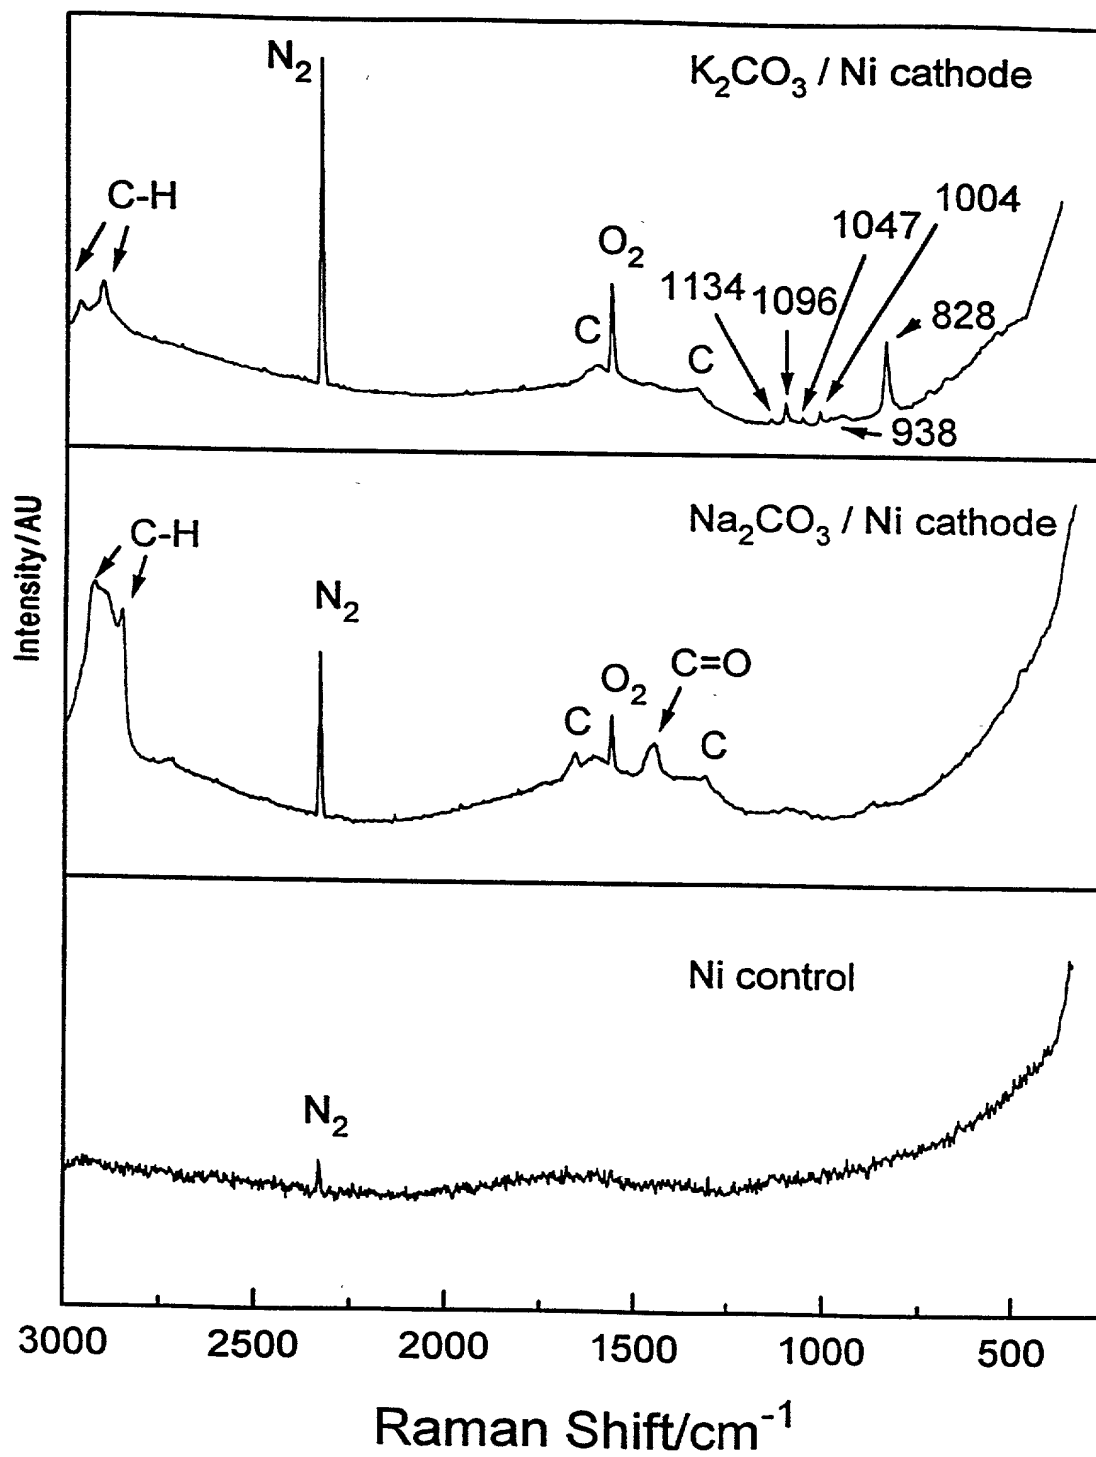 N₂
K₂CO₃ / Ni cathode
C-H
1004
1047
O₂
1134
1096
828
C
C
938
Intensity/AU
Na₂CO₃ / Ni cathode
C-H
N₂
C=O
O₂
C
C
Ni control
N₂
3000 2500 2000 1500 1000 500
Raman Shift/cm⁻¹